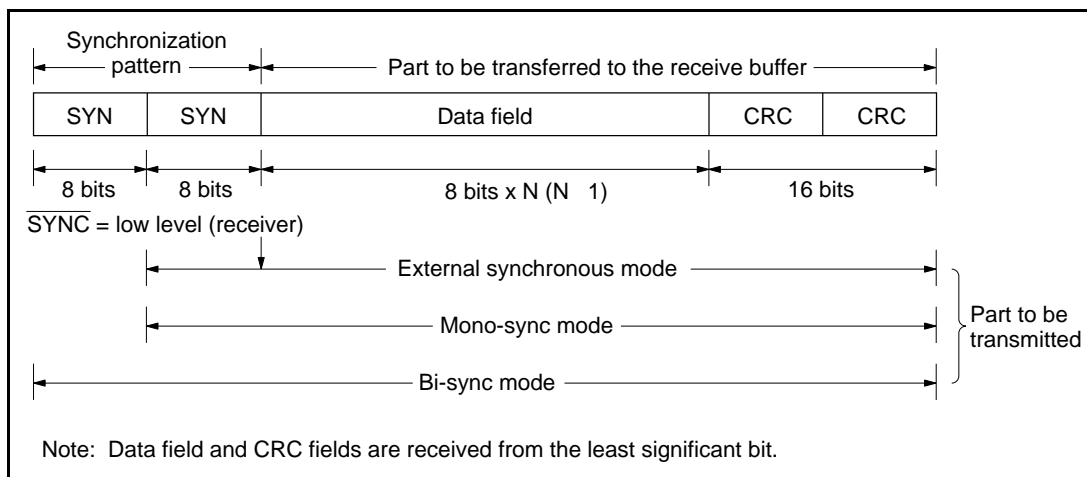 Synchronization
pattern
Part to be transferred to the receive buffer
SYN SYN Data field CRC CRC
8 bits 8 bits 8 bits x N (N 1) 16 bits
SYNC = low level (receiver)
External synchronous mode
Mono-sync mode
Part to be
transmitted
Bi-sync mode
Note: Data field and CRC fields are received from the least significant bit.